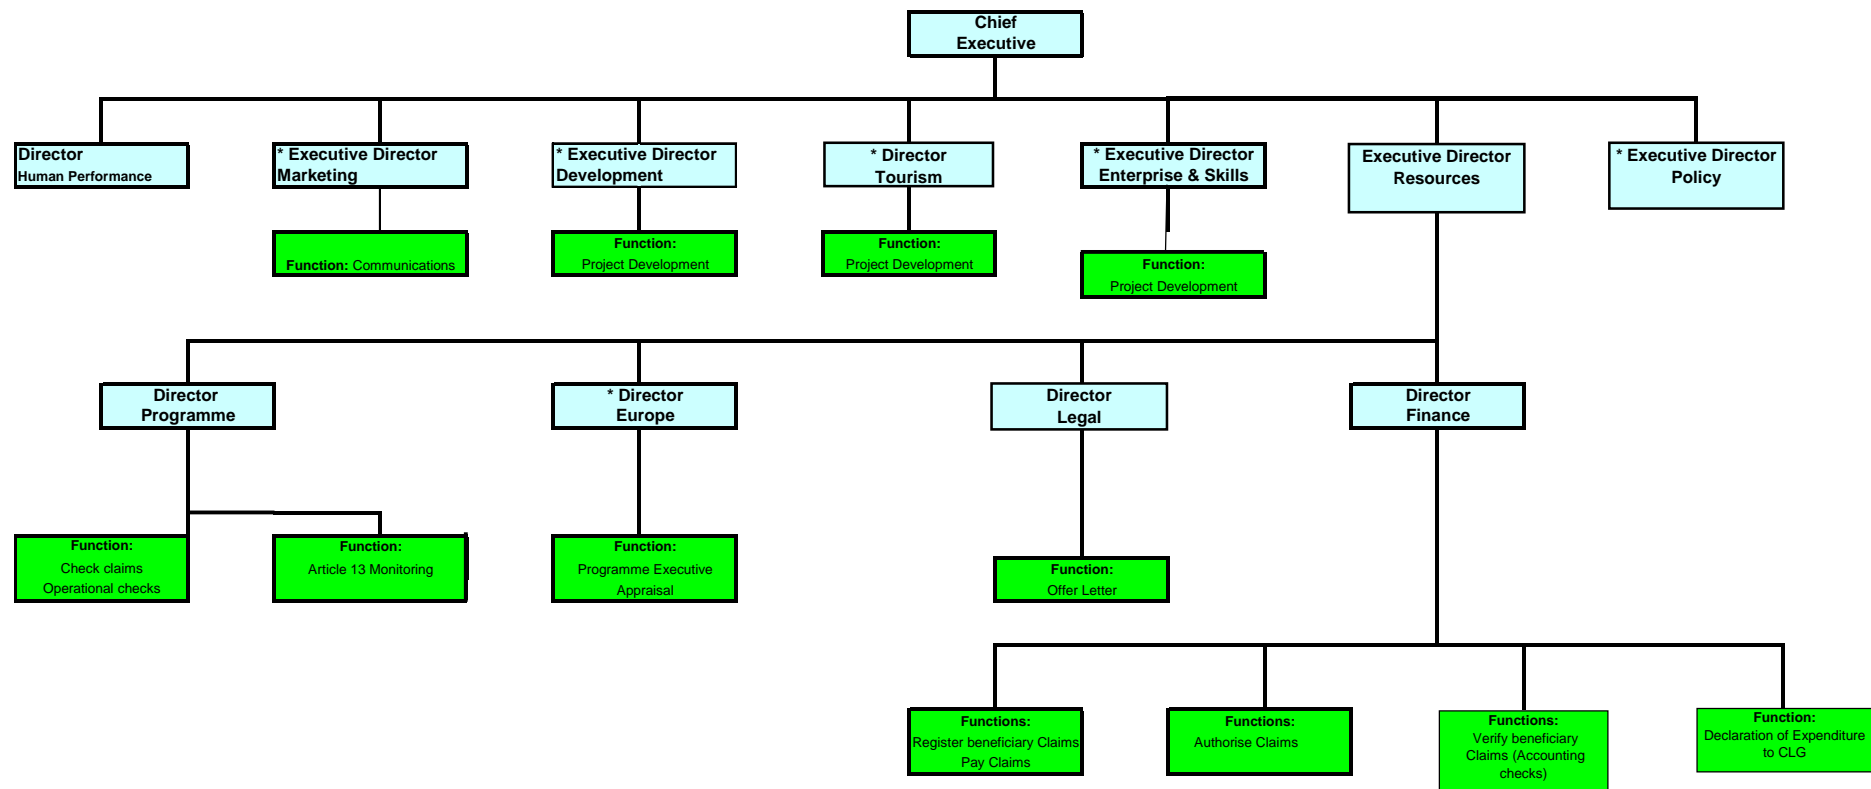 Chief
Executive
Director
Human Performance
* Executive Director
Marketing
* Executive Director
Development
* Director
Tourism
* Executive Director
Enterprise & Skills
Executive Director
Resources
* Executive Director
Policy
Function: Communications
Function:
Project Development
Function:
Project Development
Function:
Project Development
Director
Programme
* Director
Europe
Director
Legal
Director
Finance
Function:
Check claims
Operational checks
Function:
Article 13 Monitoring
Function:
Programme Executive
Appraisal
Function:
Offer Letter
Functions:
Register beneficiary Claims
Pay Claims
Functions:
Authorise Claims
Functions:
Verify beneficiary
Claims (Accounting
checks)
Function:
Declaration of Expenditure
to CLG